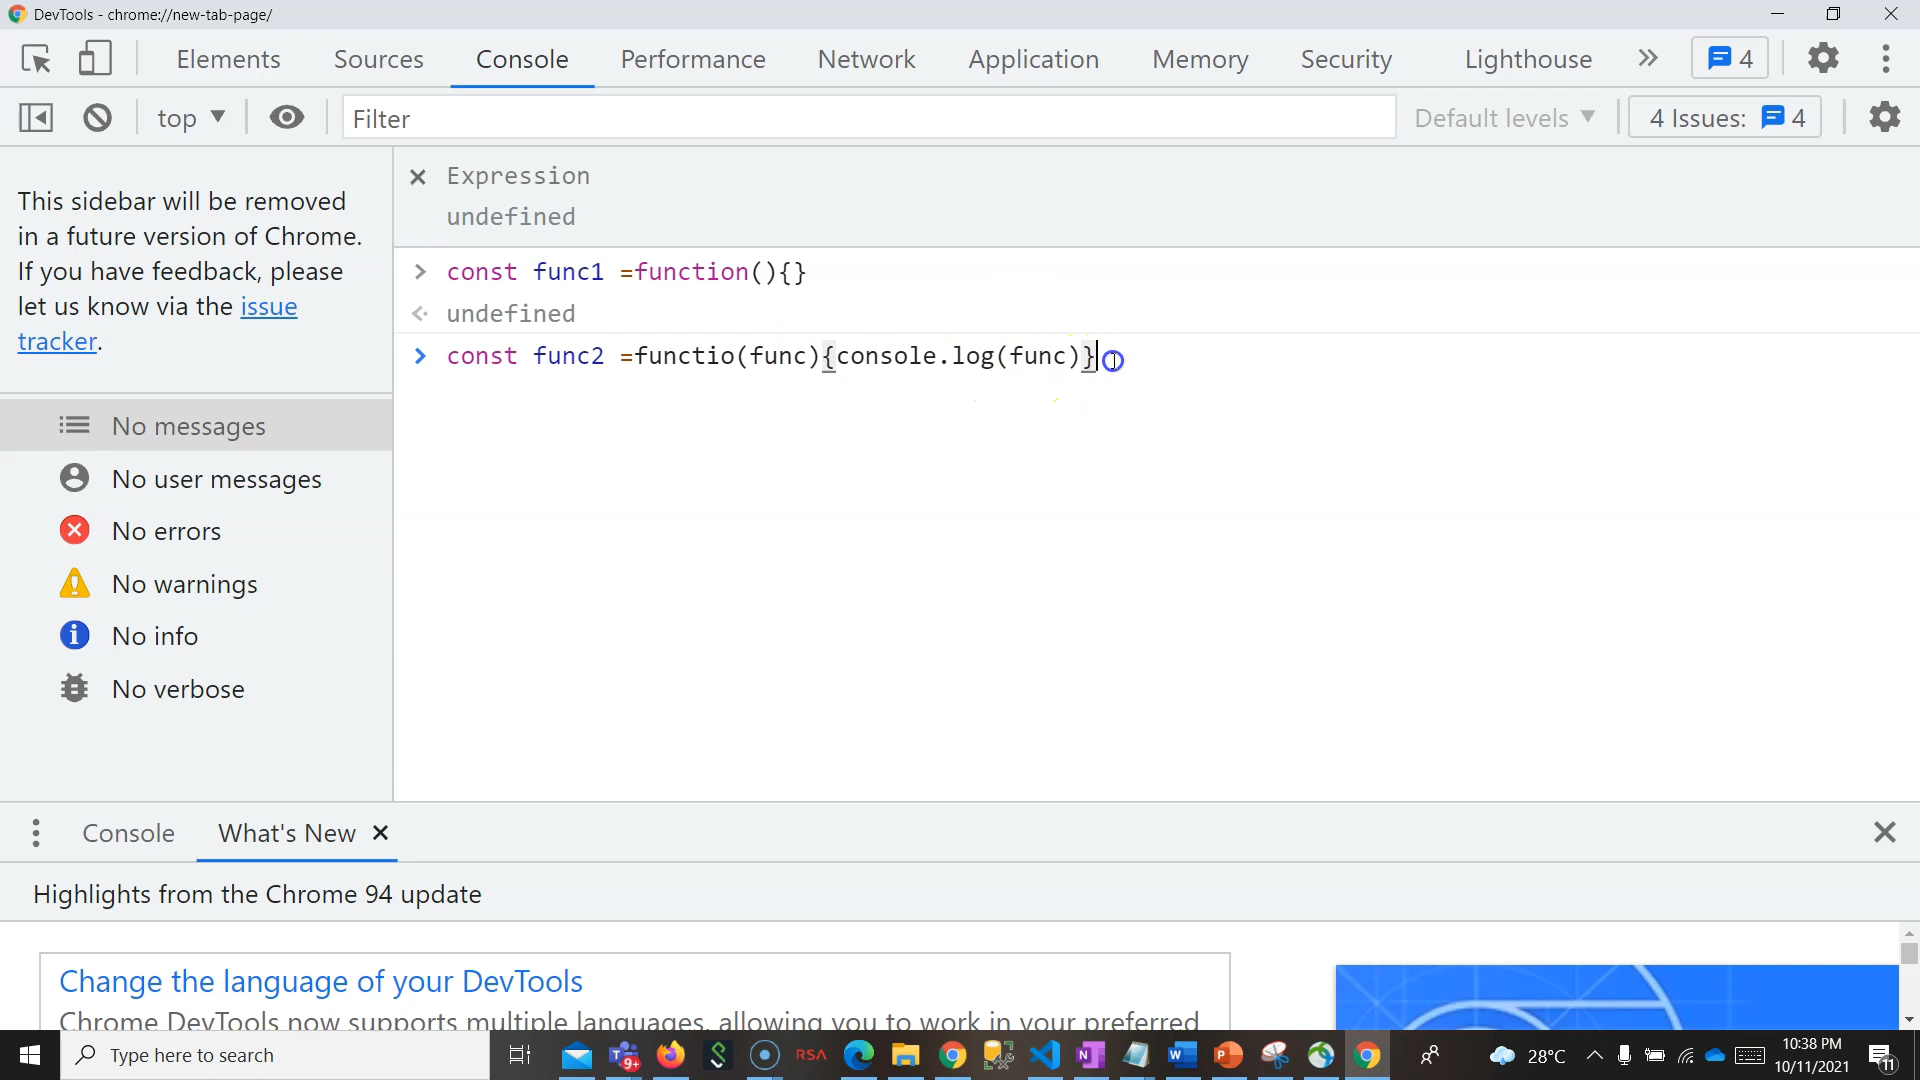 DevTools - chrome://new-tab-page/
Elements Sources Console Performance Network Application Memory Security Lighthouse » 4
top Filter Default levels 4 Issues: 4
This sidebar will be removed
in a future version of Chrome.
If you have feedback, please
let us know via the issue
tracker.
No messages
No user messages
No errors
No warnings
No info
No verbose
Expression
undefined
const func1 =function(){}
undefined
const func2 =functio(func){console.log(func)}
Console What's New
Highlights from the Chrome 94 update
Change the language of your DevTools
Chrome DevTools now supports multiple languages, allowing you to work in your preferred
Type here to search
9+
RSA
28°C
10:38 PM
10/11/2021
11